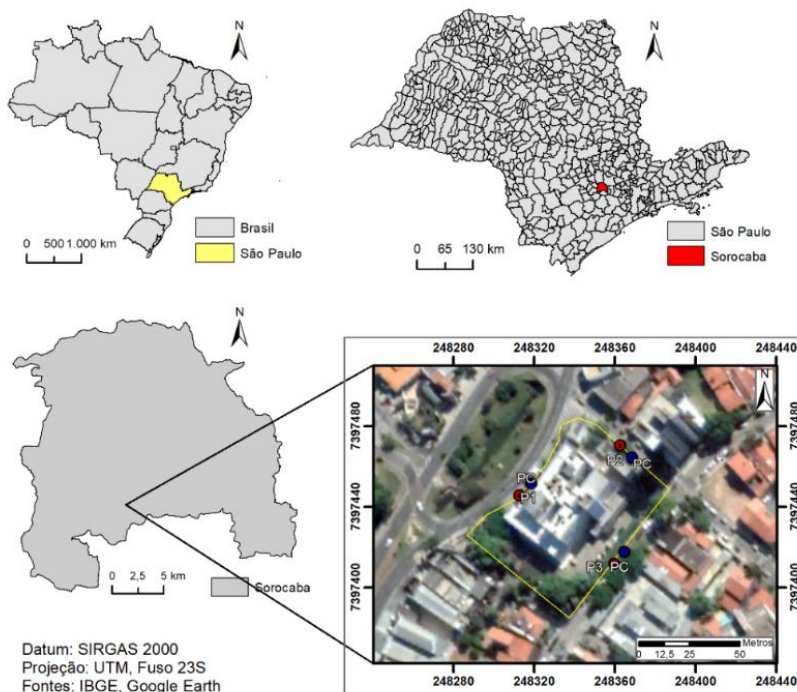 N
N
Brasil
São Paulo
0 500 1.000 km
São Paulo
Sorocaba
0 65 130 km
N
0 2,5 5 km
Sorocaba
248280 248320 248360 248400 248440
N
7397480 7397480
7397440 7397440
7397400 7397400
P2
PC
PC
P1
P3 PC
Metros
0 12,5 25 50
248280 248320 248360 248400 248440
Datum: SIRGAS 2000
Projeção: UTM, Fuso 23S
Fontes: IBGE, Google Earth